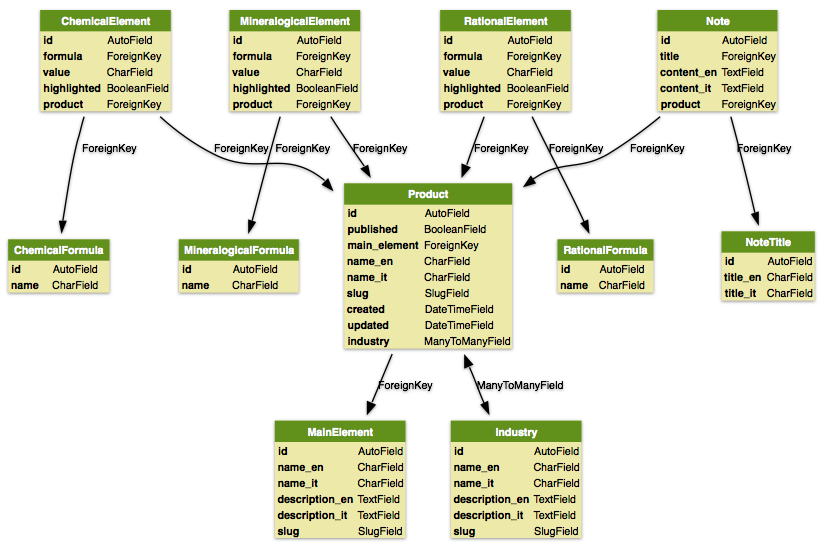 ChemicalElement
id AutoField
formula ForeignKey
value CharField
highlighted BooleanField
product ForeignKey
MineralogicalElement
id AutoField
formula ForeignKey
value CharField
highlighted BooleanField
product ForeignKey
RationalElement
id AutoField
formula ForeignKey
value CharField
highlighted BooleanField
product ForeignKey
Note
id AutoField
title ForeignKey
content_en TextField
content_it TextField
product ForeignKey
ForeignKey
ForeignKey
ForeignKey
ForeignKey
ForeignKey
ForeignKey
ForeignKey
ForeignKey
ChemicalFormula
id AutoField
name CharField
MineralogicalFormula
id AutoField
name CharField
Product
id AutoField
published BooleanField
main_element ForeignKey
name_en CharField
name_it CharField
slug SlugField
created DateTimeField
updated DateTimeField
industry ManyToManyField
RationalFormula
id AutoField
name CharField
NoteTitle
id AutoField
title_en CharField
title_it CharField
ForeignKey
ManyToManyField
MainElement
id AutoField
name_en CharField
name_it CharField
description_en TextField
description_it TextField
slug SlugField
Industry
id AutoField
name_en CharField
name_it CharField
description_en TextField
description_it TextField
slug SlugField